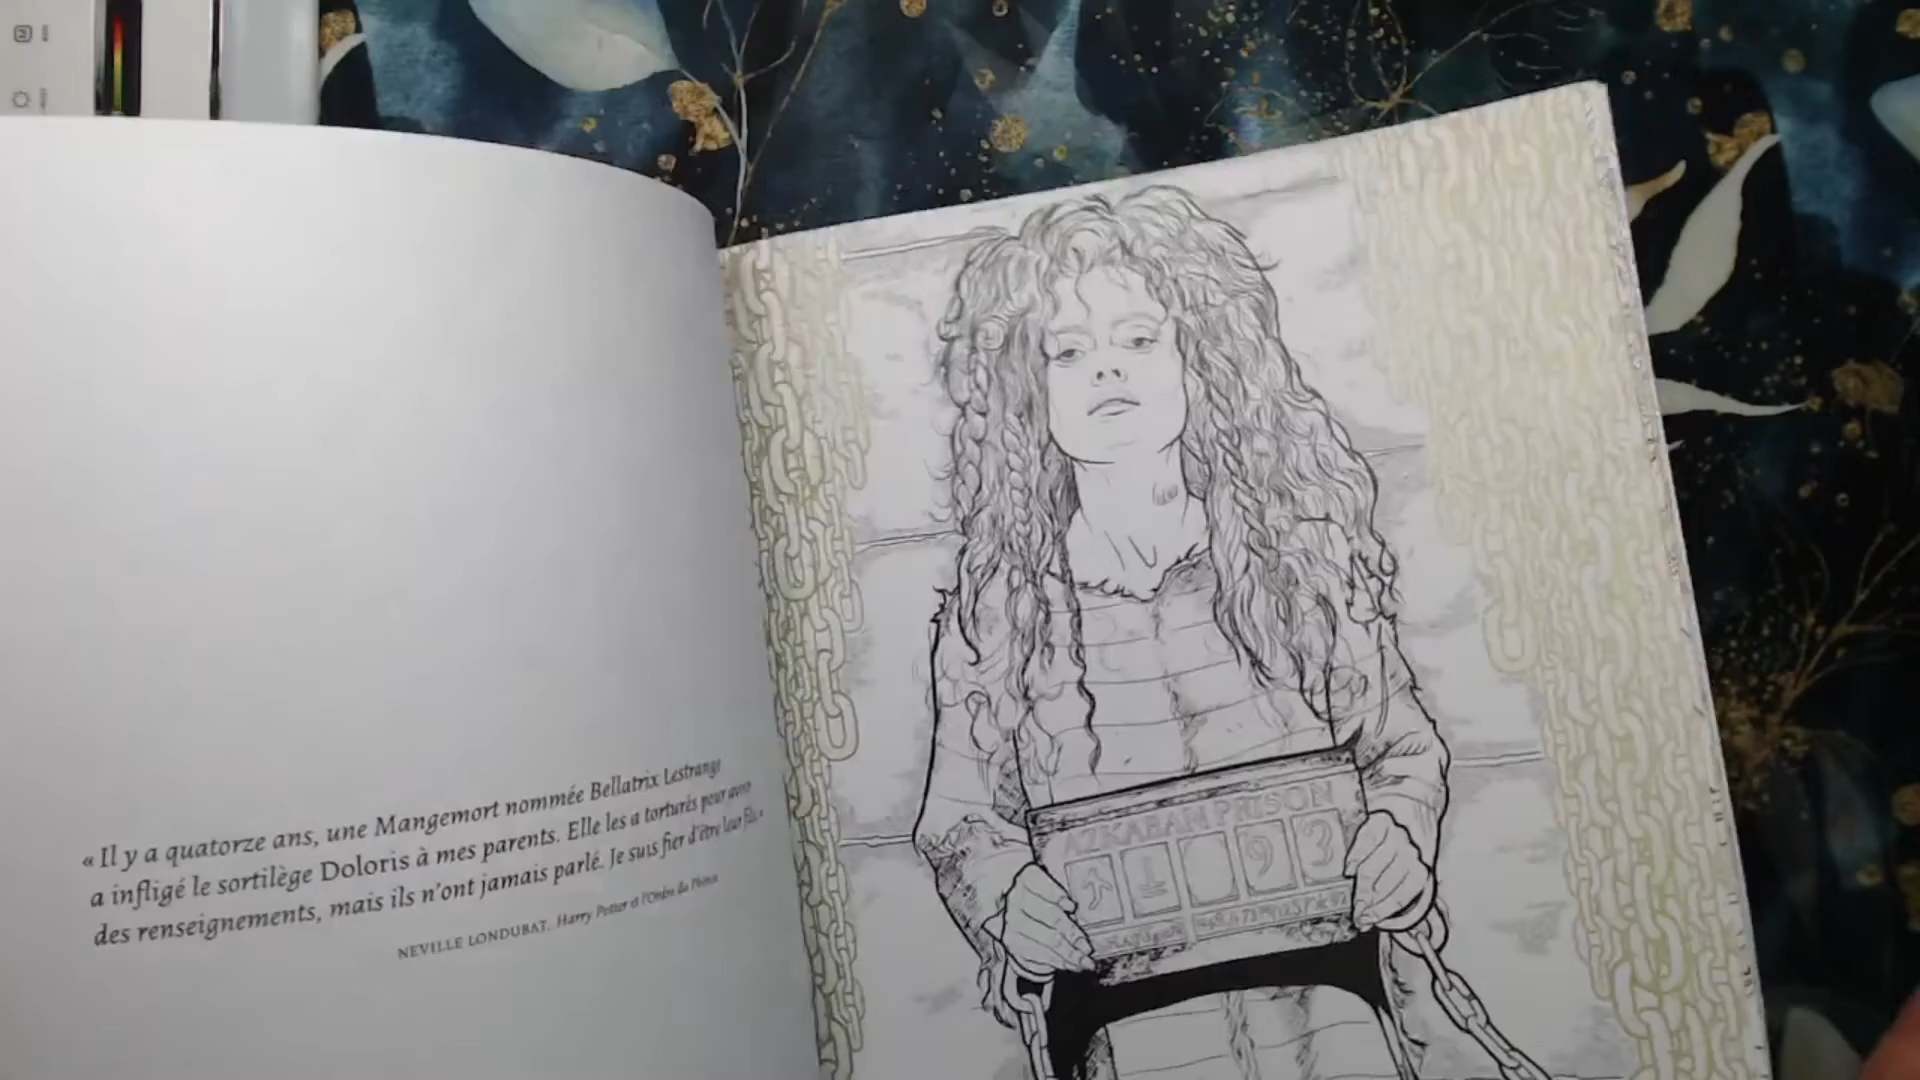 « Il y a quatorze ans, une Mangemort nommée Bellatrix Lestrange
a infligé le sortilège Doloris à mes parents. Elle les a torturés pour avoir
des renseignements, mais ils n'ont jamais parlé. Je suis fier d'être leur fils. »
NEVILLE LONDUBAT, Harry Potter et l'Ordre du Phénix
AZKABAN PRISON
93